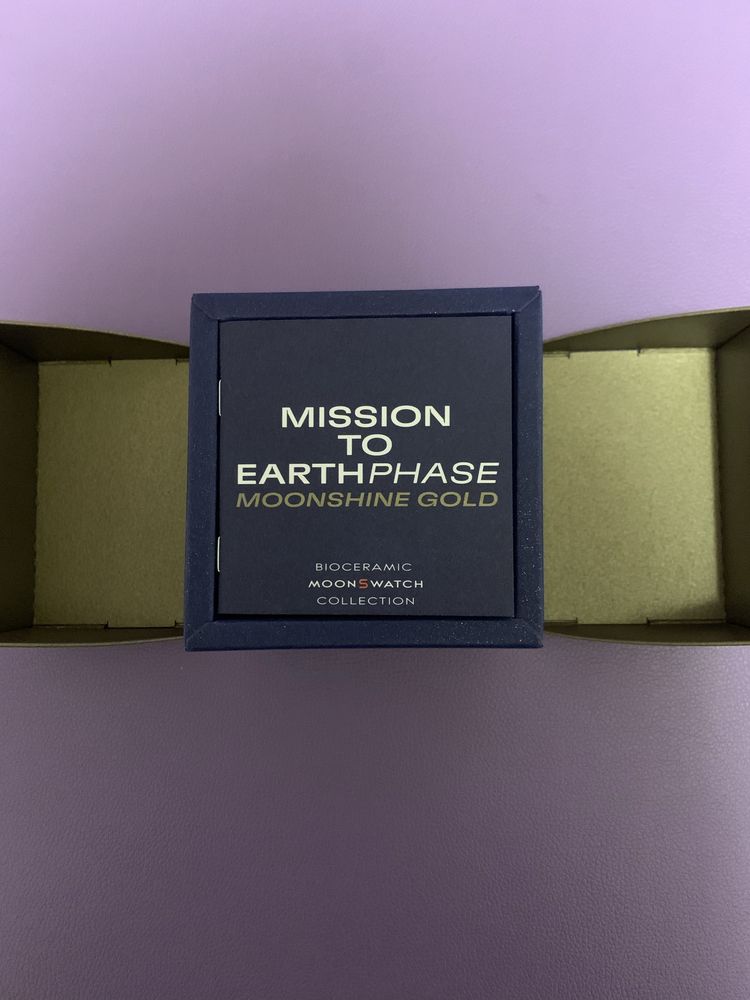 MISSION
TO
EARTHPHASE
MOONSHINE GOLD
BIOCERAMIC
MOONSWATCH
COLLECTION